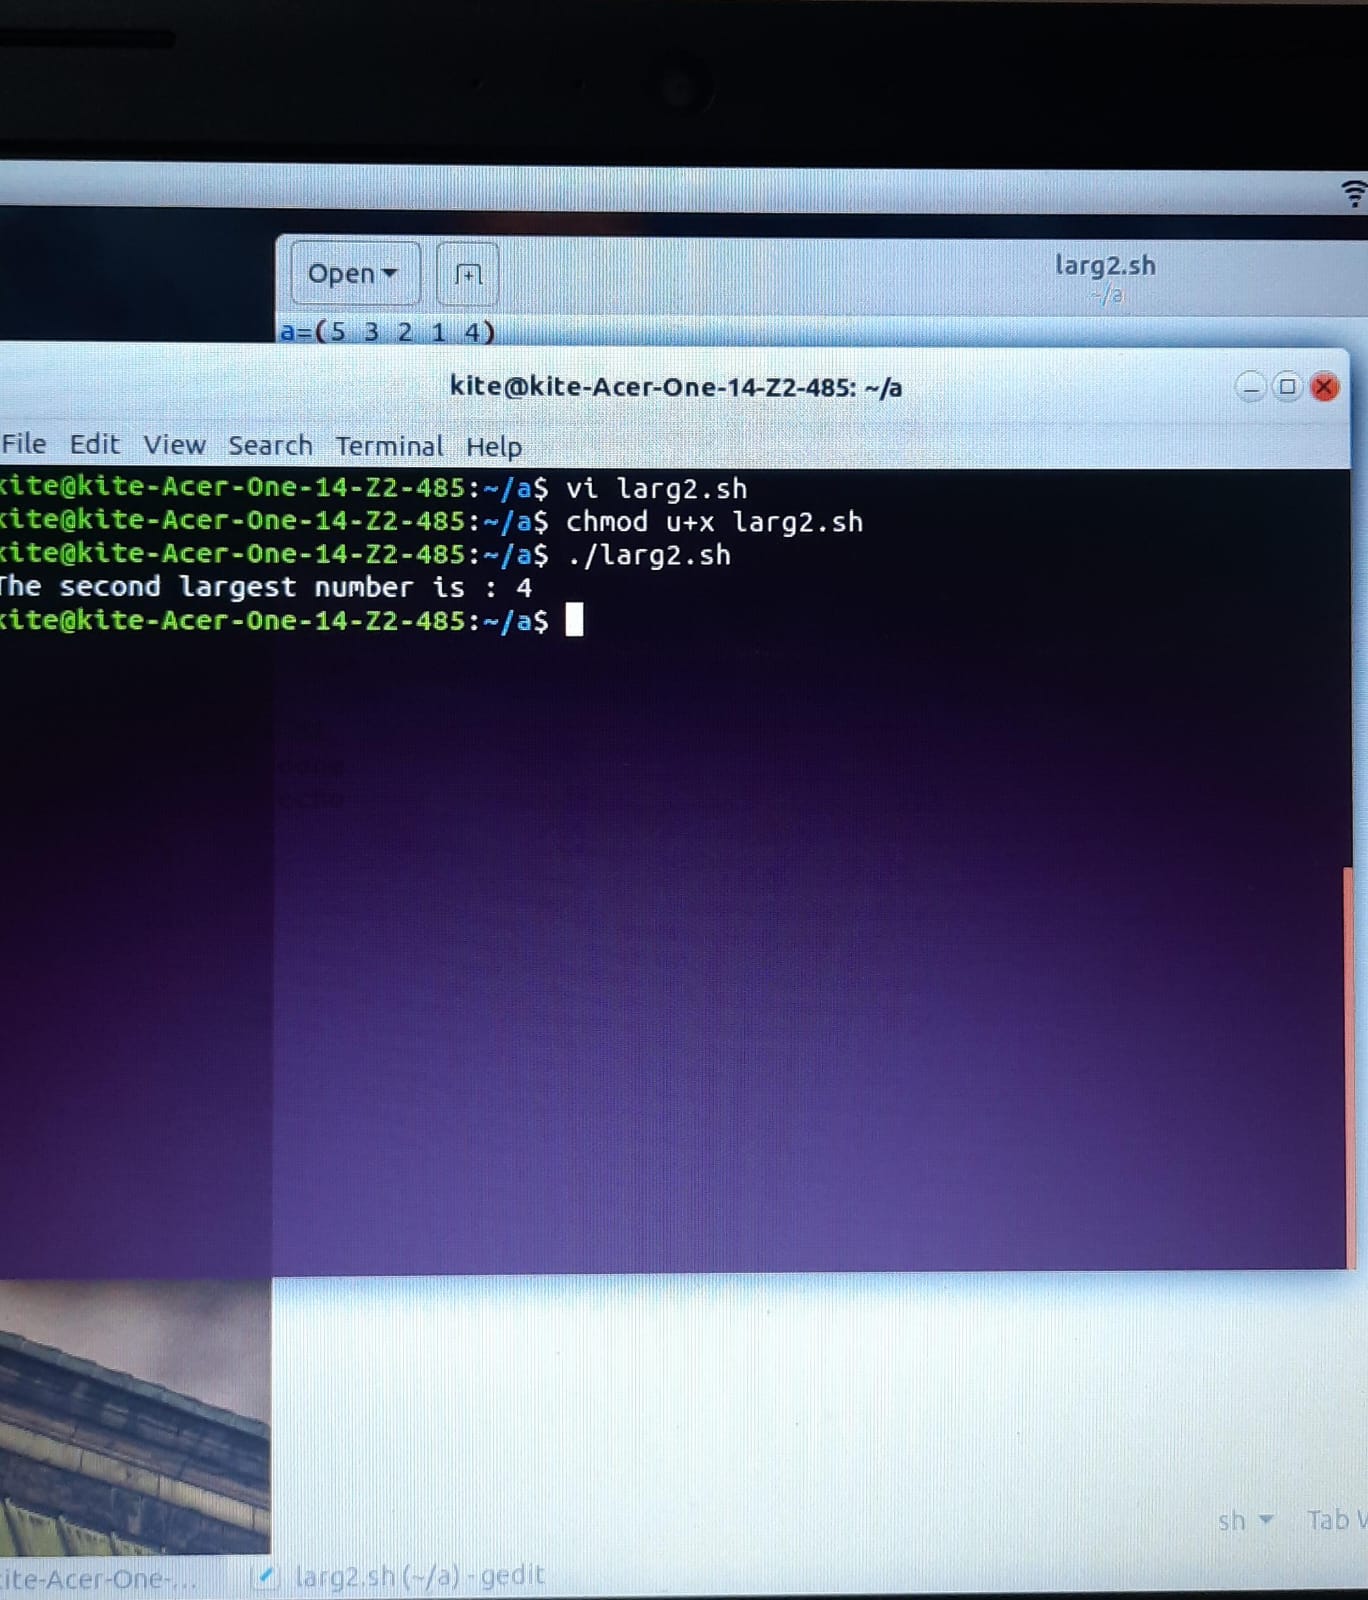 Open
larg2.sh
~/a
a=(5 3 2 1 4)
kite@kite-Acer-One-14-Z2-485: ~/a
File Edit View Search Terminal Help
kite@kite-Acer-One-14-Z2-485:~/a$ vi larg2.sh
kite@kite-Acer-One-14-Z2-485:~/a$ chmod u+x larg2.sh
kite@kite-Acer-One-14-Z2-485:~/a$ ./larg2.sh
The second largest number is : 4
kite@kite-Acer-One-14-Z2-485:~/a$
done
echo
sh Tab W
ite-Acer-One-... larg2.sh (~/a) - gedit